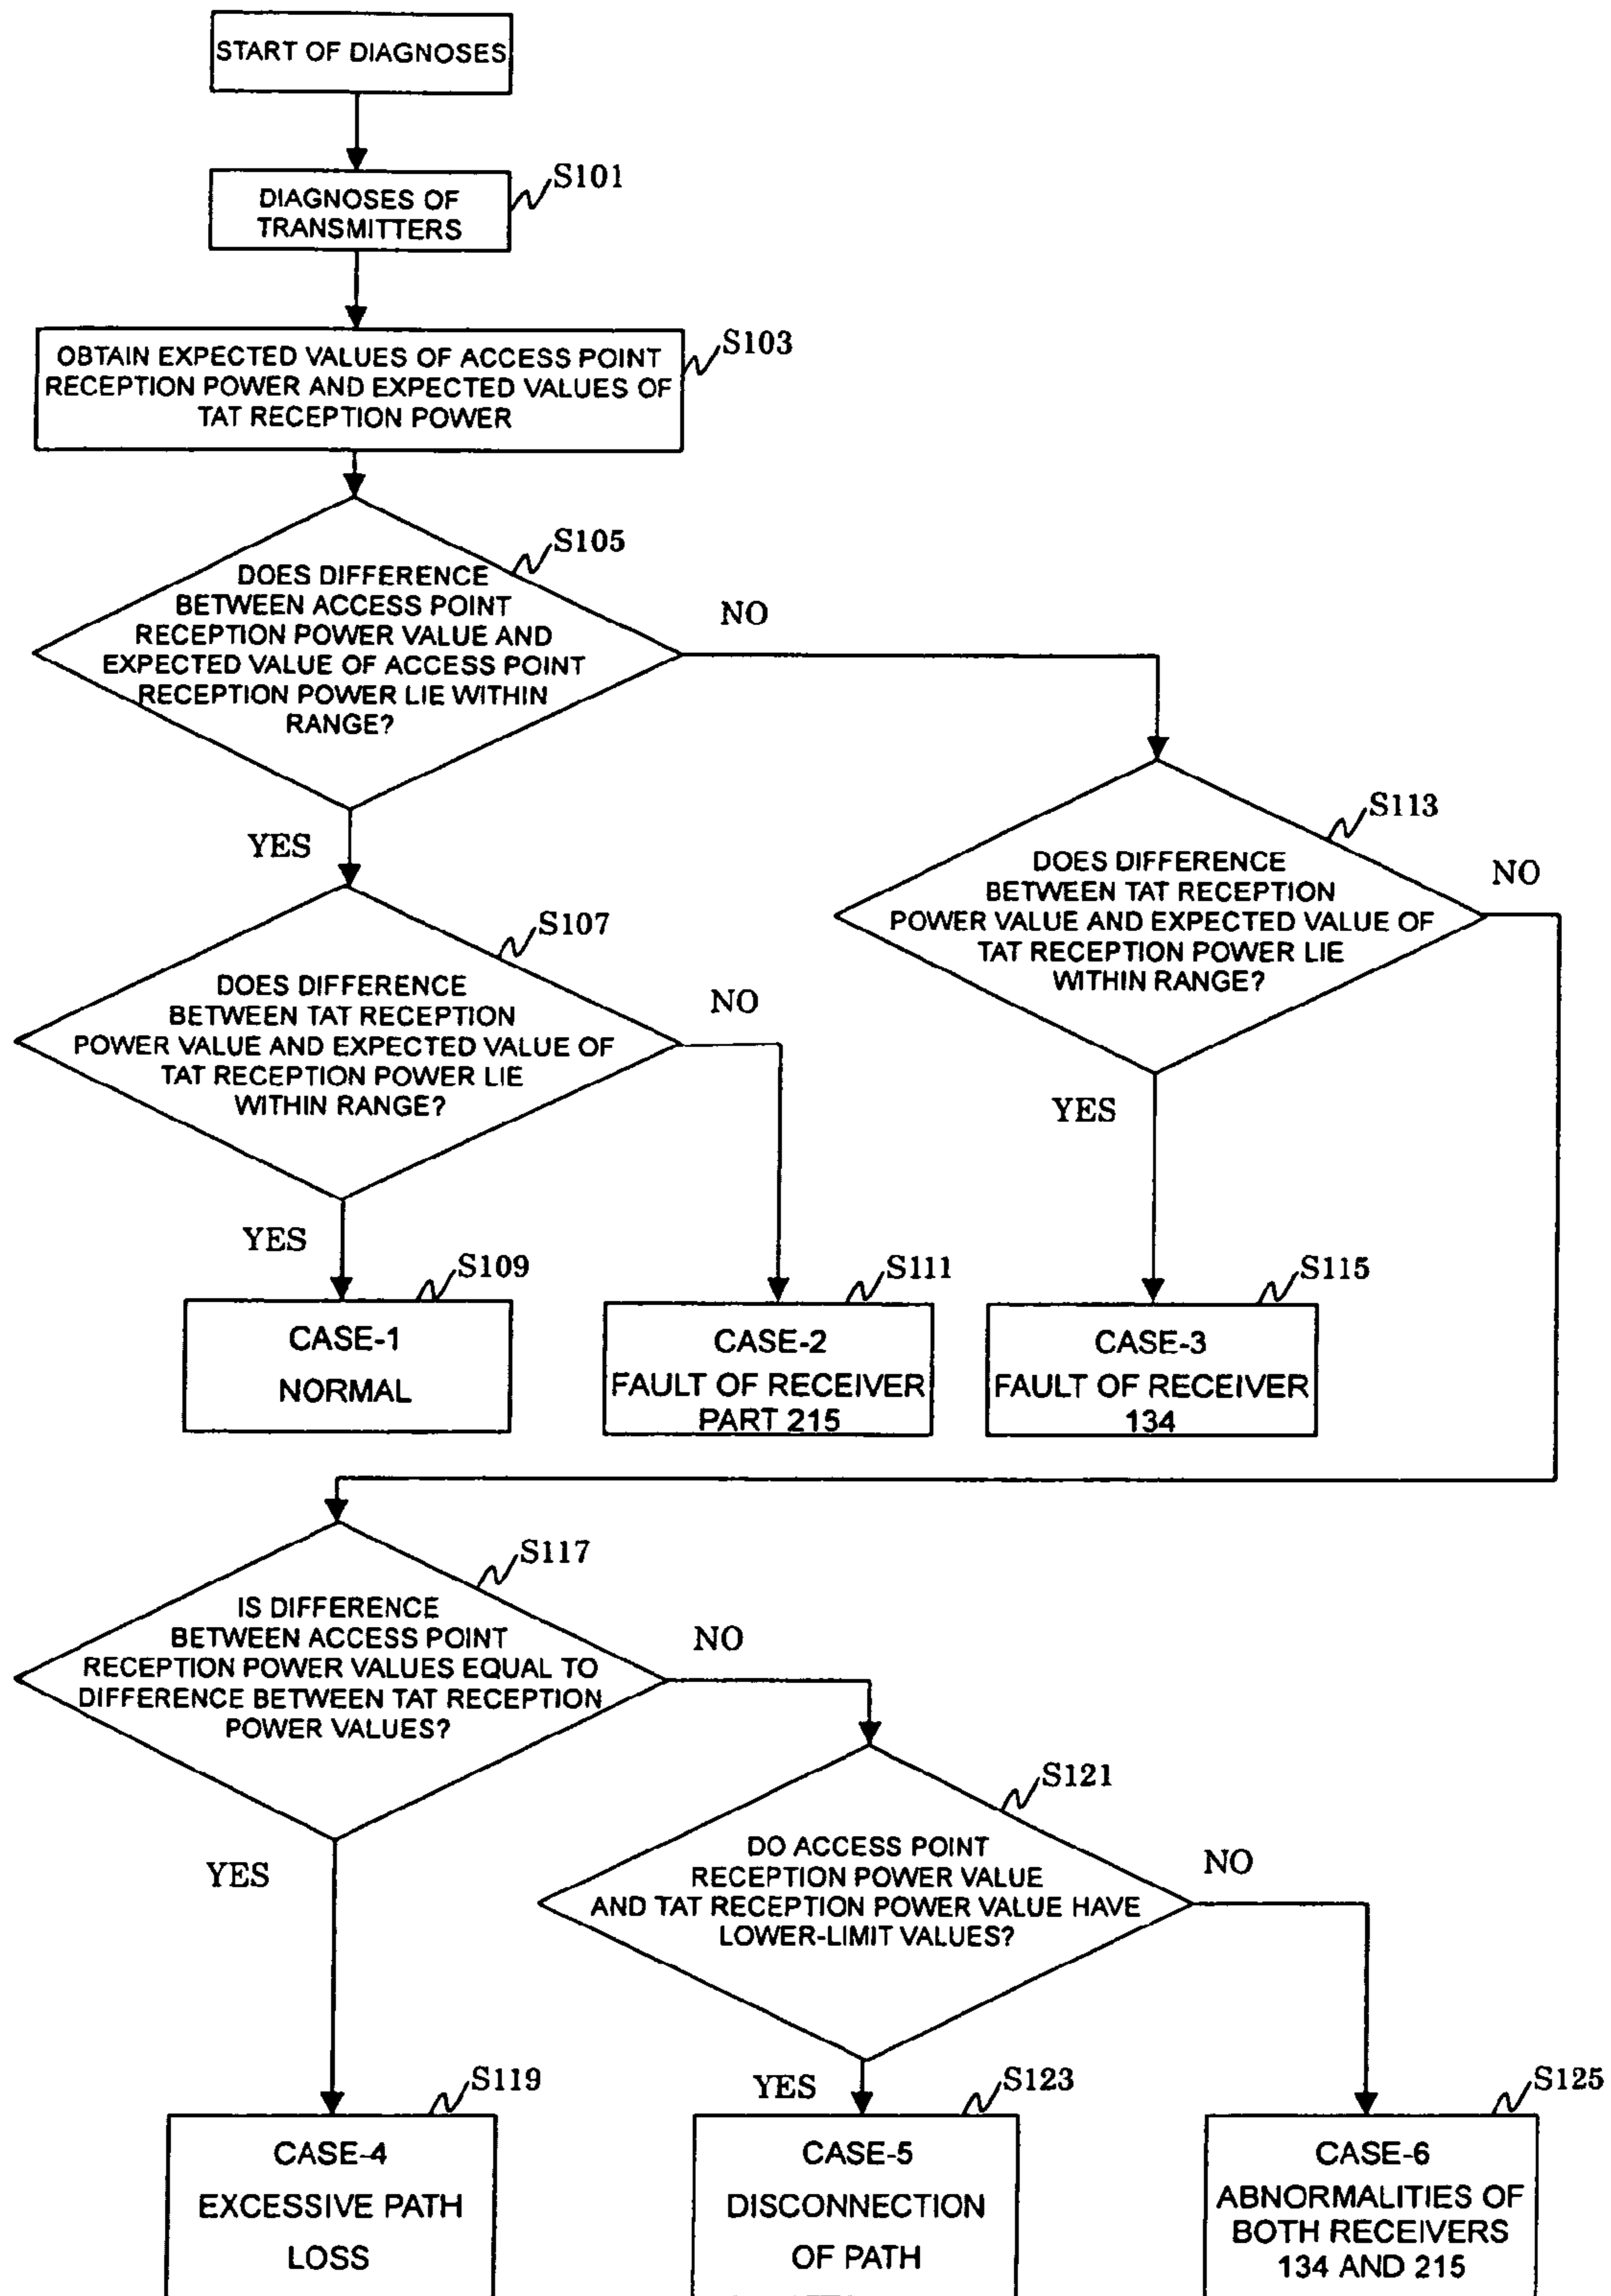 START OF DIAGNOSES
S101
DIAGNOSES OF
TRANSMITTERS
S103
OBTAIN EXPECTED VALUES OF ACCESS POINT
RECEPTION POWER AND EXPECTED VALUES OF
TAT RECEPTION POWER
S105
DOES DIFFERENCE
BETWEEN ACCESS POINT
RECEPTION POWER VALUE AND
EXPECTED VALUE OF ACCESS POINT
RECEPTION POWER LIE WITHIN
RANGE?
NO
YES
S113
DOES DIFFERENCE
BETWEEN TAT RECEPTION
POWER VALUE AND EXPECTED VALUE OF
TAT RECEPTION POWER LIE
WITHIN RANGE?
NO
YES
S107
DOES DIFFERENCE
BETWEEN TAT RECEPTION
POWER VALUE AND EXPECTED VALUE OF
TAT RECEPTION POWER LIE
WITHIN RANGE?
NO
YES
S109
CASE-1
NORMAL
S111
CASE-2
FAULT OF RECEIVER
PART 215
S115
CASE-3
FAULT OF RECEIVER
134
S117
IS DIFFERENCE
BETWEEN ACCESS POINT
RECEPTION POWER VALUES EQUAL TO
DIFFERENCE BETWEEN TAT RECEPTION
POWER VALUES?
NO
YES
S121
DO ACCESS POINT
RECEPTION POWER VALUE
AND TAT RECEPTION POWER VALUE HAVE
LOWER-LIMIT VALUES?
NO
YES
S119
CASE-4
EXCESSIVE PATH
LOSS
S123
CASE-5
DISCONNECTION
OF PATH
S125
CASE-6
ABNORMALITIES OF
BOTH RECEIVERS
134 AND 215